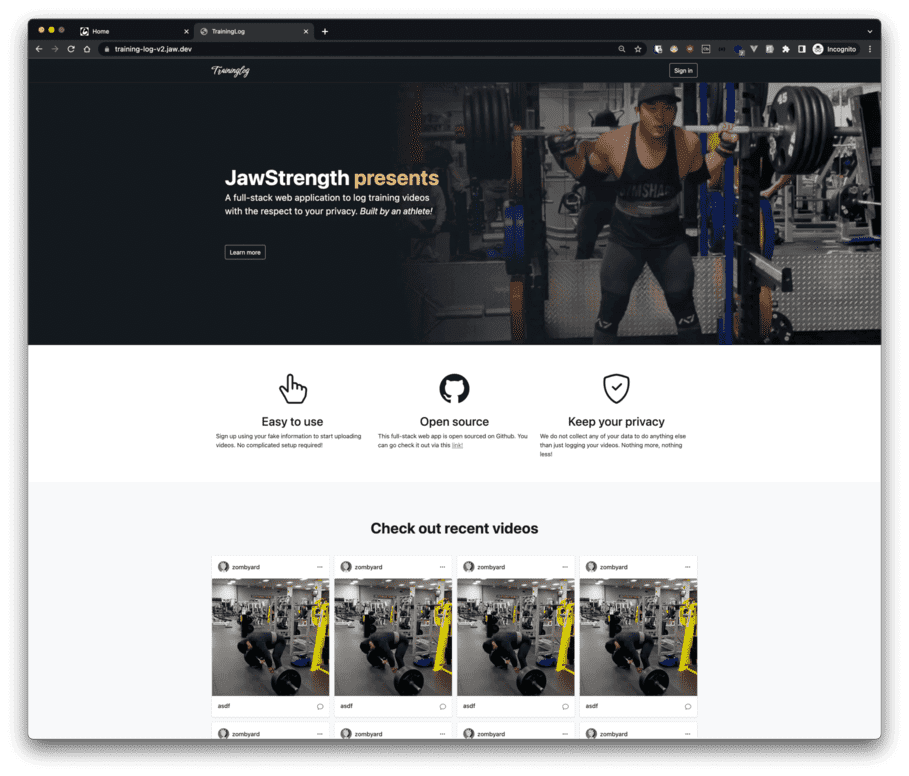 Home
TrainingLog
training-log-v2.jaw.dev
Incognito
TrainingLog
Sign in
JawStrength presents
A full-stack web application to log training videos
with the respect to your privacy. Built by an athlete!
Learn more
GYMSHARK
45
Easy to use
Open source
Keep your privacy
Sign up using your fake information to start uploading
videos. No complicated setup required!
This full-stack web app is open sourced on Github. You
can go check it out via this link!
We do not collect any of your data to do anything else
than just logging your videos. Nothing more, nothing
less!
Check out recent videos
zombyard
zombyard
zombyard
zombyard
asdf
asdf
asdf
asdf
zombyard
zombyard
zombyard
zombyard